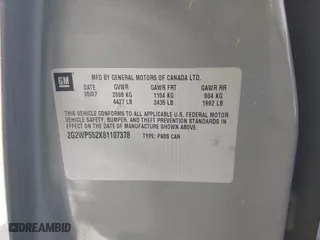 GM
MFD BY GENERAL MOTORS OF CANADA LTD.
DATE GVWR GAWR FRT GAWR RR
05/07 2008 KG 1104 KG 904 KG
4427 LB 2435 LB 1992 LB
THIS VEHICLE CONFORMS TO ALL APPLICABLE U.S. FEDERAL MOTOR
VEHICLE SAFETY, BUMPER, AND THEFT PREVENTION STANDARDS IN
EFFECT ON THE DATE OF MANUFACTURE SHOWN ABOVE.
2G2WP552X81107378 TYPE: PASS CAR